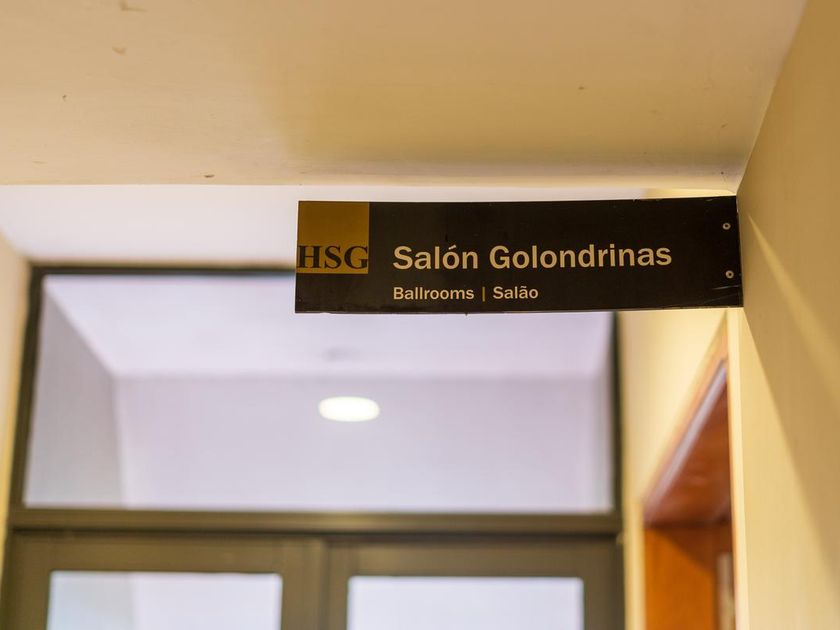 HSG
Salón Golondrinas
Ballrooms | Salão